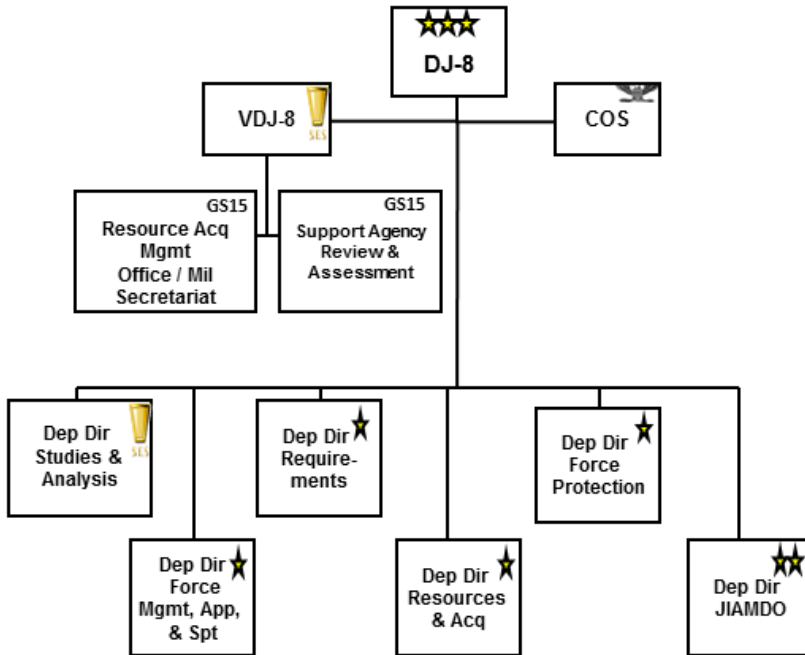 DJ-8
VDJ-8
SES
COS
GS15
Resource Acq
Mgmt
Office / Mil
Secretariat
GS15
Support Agency
Review &
Assessment
Dep Dir
Studies &
Analysis
SES
Dep Dir
Require-
ments
Dep Dir
Force
Protection
Dep Dir
Force
Mgmt, App,
& Spt
Dep Dir
Resources
& Acq
Dep Dir
JIAMDO